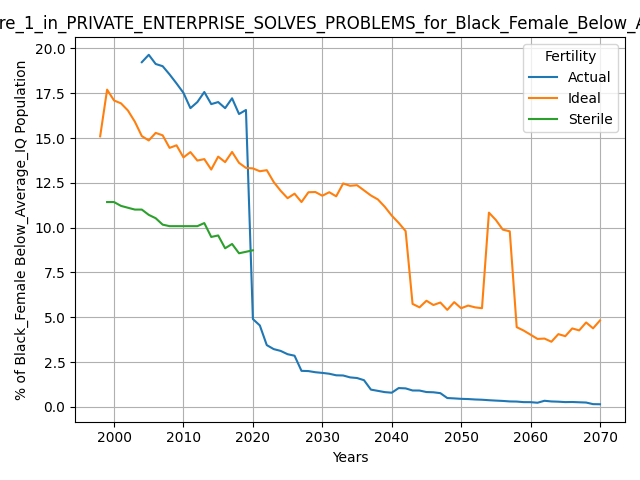 re_1_in_PRIVATE_ENTERPRISE_SOLVES_PROBLEMS_for_Black_Female_Below_A
Fertility
Actual
Ideal
Sterile
% of Black_Female Below_Average_IQ Population
20.0
17.5
15.0
12.5
10.0
7.5
5.0
2.5
0.0
2000 2010 2020 2030 2040 2050 2060 2070
Years